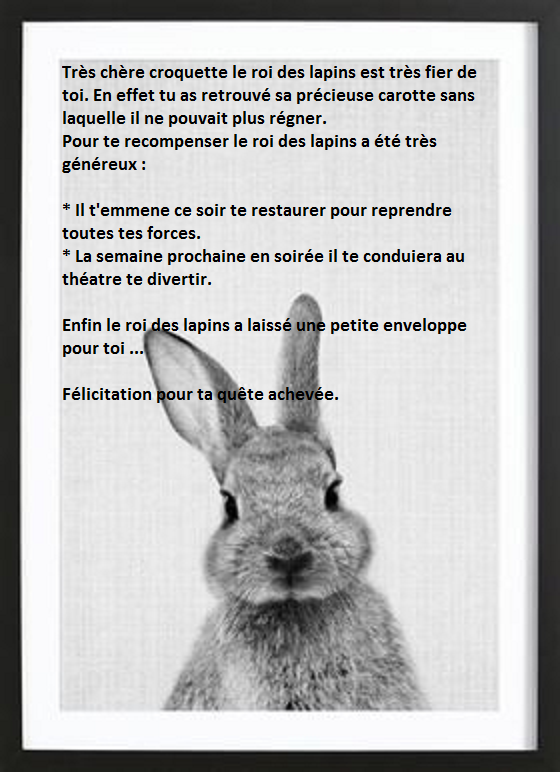 Très chère croquette le roi des lapins est très fier de
toi. En effet tu as retrouvé sa précieuse carotte sans
laquelle il ne pouvait plus régner.
Pour te recompenser le roi des lapins a été très
généreux :
* Il t'emmene ce soir te restaurer pour reprendre
toutes tes forces.
* La semaine prochaine en soirée il te conduiera au
théatre te divertir.
Enfin le roi des lapins a laissé une petite enveloppe
pour toi ...
Félicitation pour ta quête achevée.